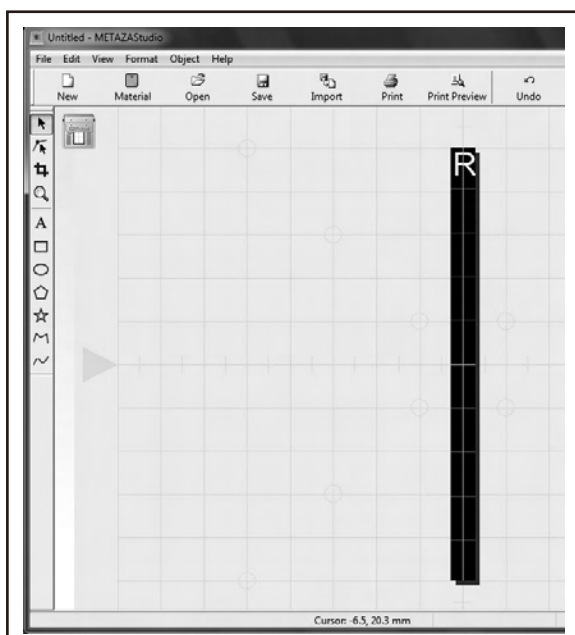 Untitled - METAZAStudio
File Edit View Format Object Help
New Material Open Save Import Print Print Preview Undo
A
R
Cursor: -6.5, 20.3 mm